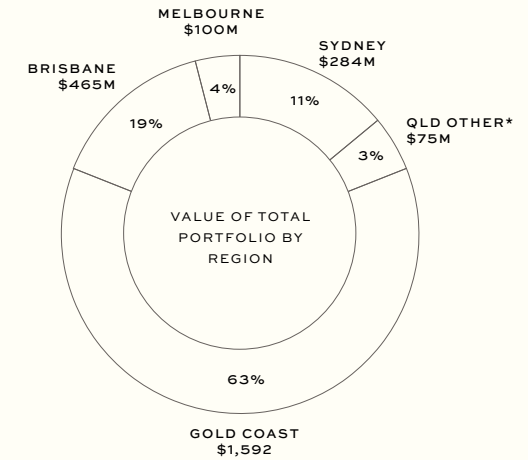 MELBOURNE
$100M
SYDNEY
$284M
BRISBANE
$465M
4%
11%
QLD OTHER*
$75M
19%
3%
VALUE OF TOTAL
PORTFOLIO BY
REGION
63%
GOLD COAST
$1,592